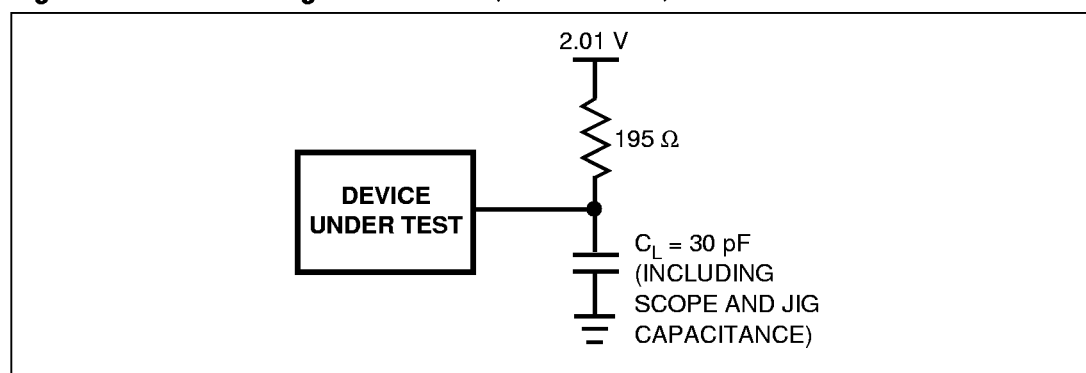 2.01 V
195 Ω
DEVICE
UNDER TEST
C_L = 30 pF
(INCLUDING
SCOPE AND JIG
CAPACITANCE)